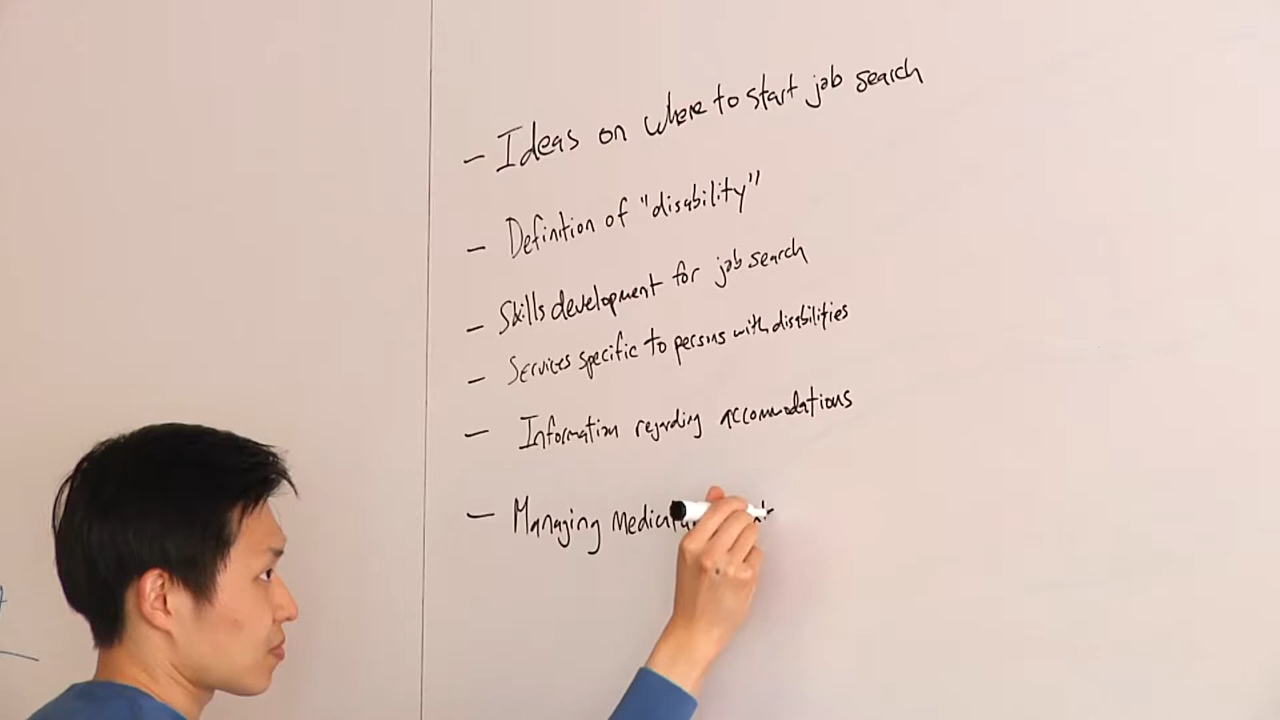 - Ideas on where to start job search
- Definition of "disability"
- Skills development for job search
- Services specific to persons with disabilities
- Information regarding accommodations
- Managing